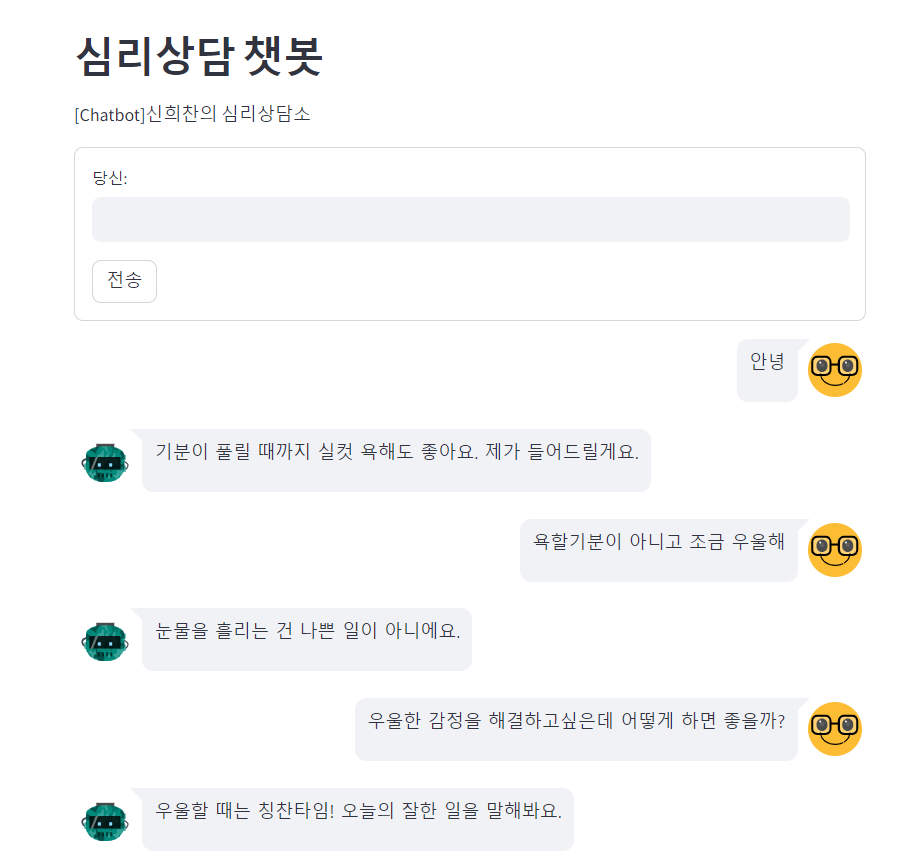 심리상담 챗봇
[Chatbot]신희찬의 심리상담소
당신:
전송
안녕
기분이 풀릴 때까지 실컷 욕해도 좋아요. 제가 들어드릴게요.
욕할기분이 아니고 조금 우울해
눈물을 흘리는 건 나쁜 일이 아니에요.
우울한 감정을 해결하고싶은데 어떻게 하면 좋을까?
우울할 때는 칭찬타임! 오늘의 잘한 일을 말해봐요.